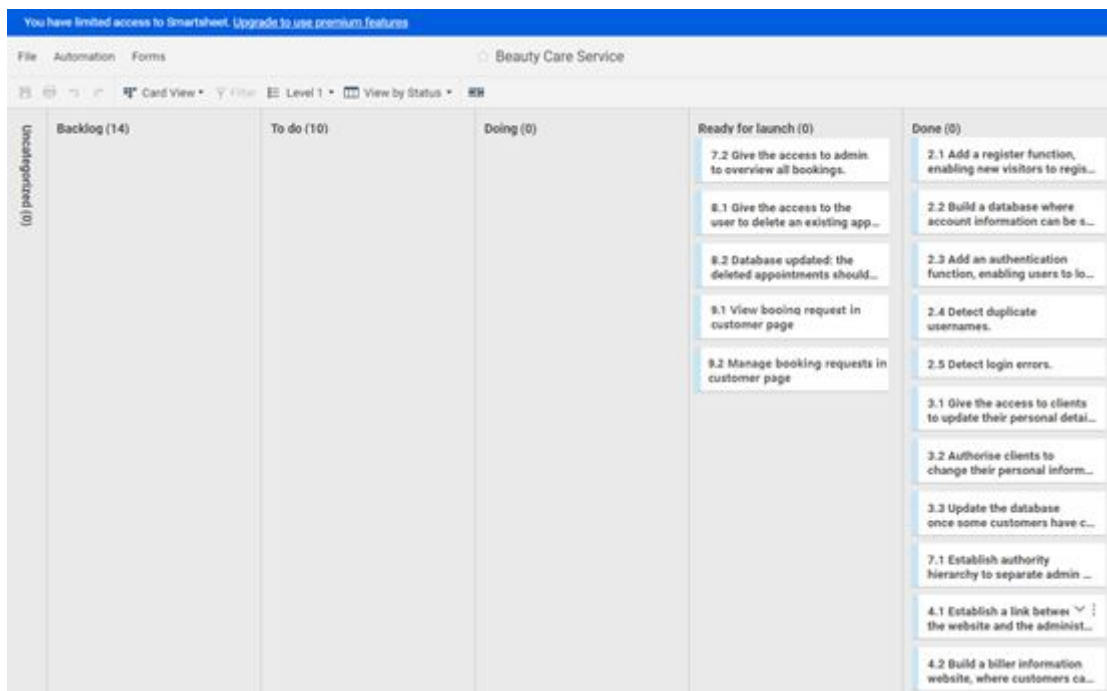 You have limited access to Smartsheet. Upgrade to use premium features
File Automation Forms
Beauty Care Service
Card View Filter Level 1 View by Status
Uncategorized (0)
Backlog (14)
To do (10)
Doing (0)
Ready for launch (0)
7.2 Give the access to admin
to overview all bookings.
8.1 Give the access to the
user to delete an existing app...
8.2 Database updated: the
deleted appointments should...
9.1 View booing request in
customer page
9.2 Manage booking requests in
customer page
Done (0)
2.1 Add a register function,
enabling new visitors to regis...
2.2 Build a database where
account information can be s...
2.3 Add an authentication
function, enabling users to lo...
2.4 Detect duplicate
usernames.
2.5 Detect login errors.
3.1 Give the access to clients
to update their personal detai...
3.2 Authorise clients to
change their personal inform...
3.3 Update the database
once some customers have c...
7.1 Establish authority
hierarchy to separate admin ...
4.1 Establish a link betwee
the website and the administ...
4.2 Build a biller information
website, where customers ca...